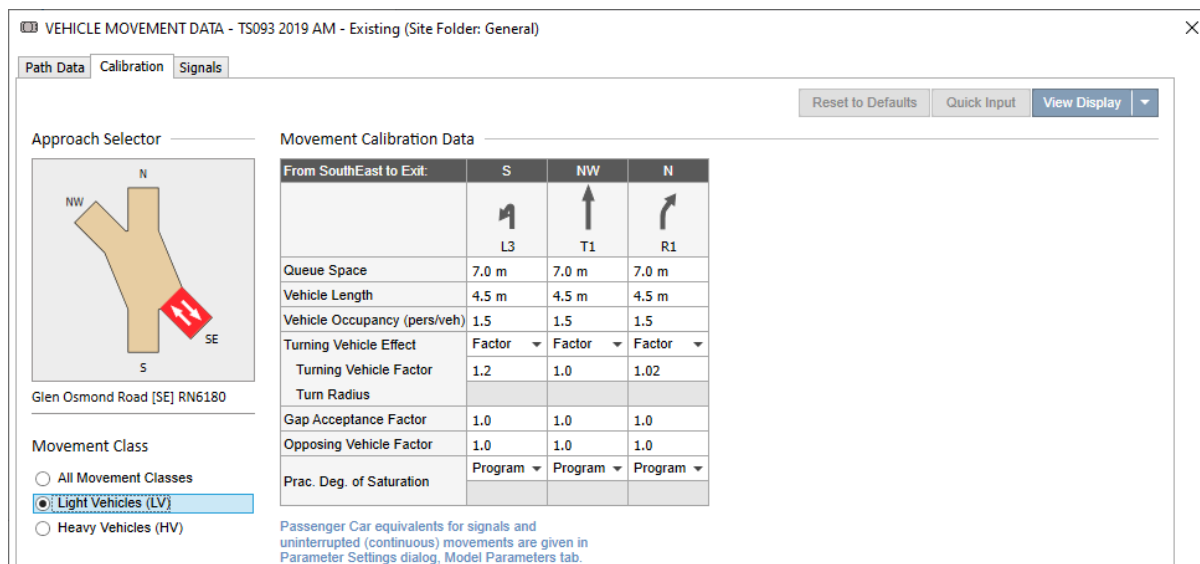 VEHICLE MOVEMENT DATA - TS093 2019 AM - Existing (Site Folder: General)
Path Data Calibration Signals
Reset to Defaults Quick Input View Display
Approach Selector
N
NW
SE
S
Glen Osmond Road [SE] RN6180
Movement Class
All Movement Classes
Light Vehicles (LV)
Heavy Vehicles (HV)
Movement Calibration Data
From SouthEast to Exit: S NW N
L3 T1 R1
Queue Space 7.0 m 7.0 m 7.0 m
Vehicle Length 4.5 m 4.5 m 4.5 m
Vehicle Occupancy (pers/veh) 1.5 1.5 1.5
Turning Vehicle Effect Factor Factor Factor
Turning Vehicle Factor 1.2 1.0 1.02
Turn Radius
Gap Acceptance Factor 1.0 1.0 1.0
Opposing Vehicle Factor 1.0 1.0 1.0
Prac. Deg. of Saturation Program Program Program
Passenger Car equivalents for signals and
uninterrupted (continuous) movements are given in
Parameter Settings dialog, Model Parameters tab.